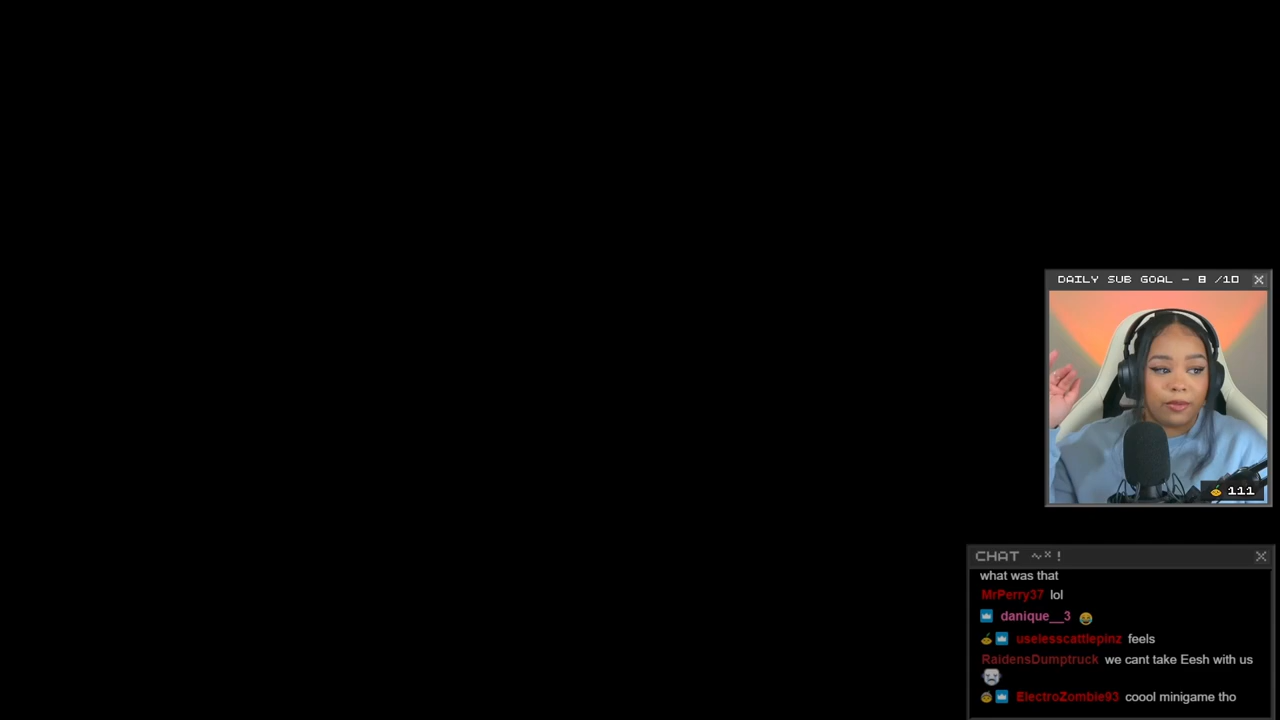 DAILY SUB GOAL - 8 /10
111
CHAT ~*!
what was that
MrPerry37 lol
danique__3
uselesscattlepinz feels
RaidensDumptruck we cant take Eesh with us
ElectroZombie93 coool minigame tho